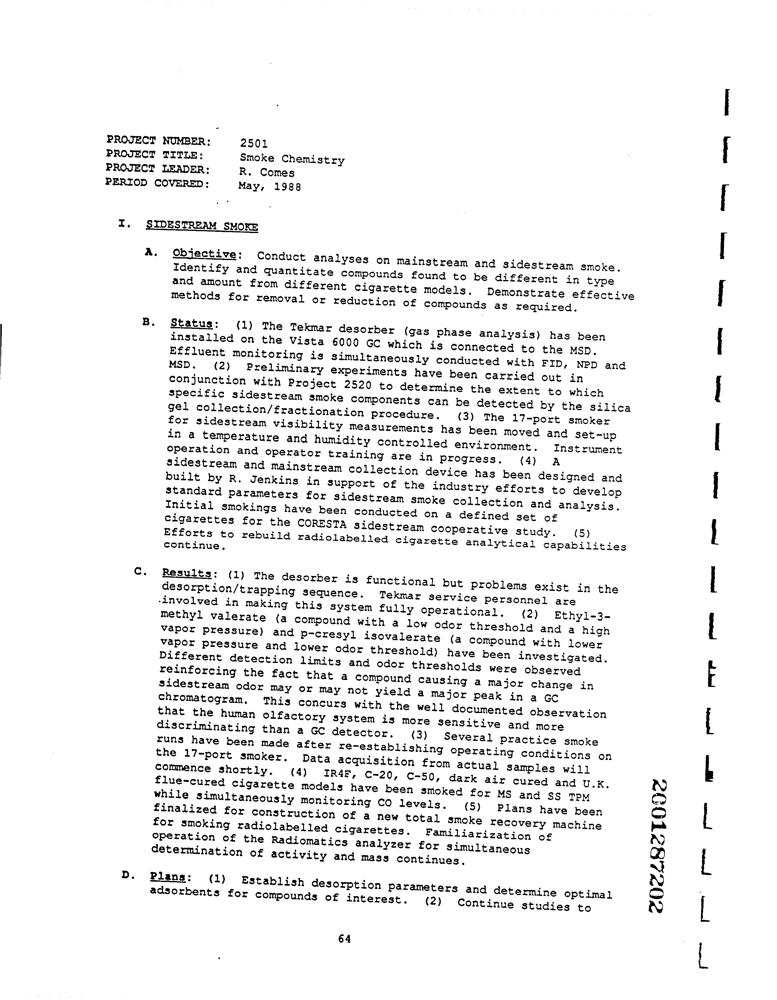 PROJECT NUMBER: 2501
PROJECT TITLE: Smoke Chemistry
PROJECT LEADER: R. Comes
PERIOD COVERED: May, 1988
I. SIDESTREAM SMOKE
A. Objective: Conduct analyses on mainstream and sidestream smoke.
Identify and quantitate compounds found to be different in type
and amount from different cigarette models. Demonstrate effective
methods for removal or reduction of compounds as required.
B. Status: (1) The Tekmar desorber (gas phase analysis) has been
installed on the Vista 6000 GC which is connected to the MSD.
Effluent monitoring is simultaneously conducted with FID, NPD and
MSD. (2) Preliminary experiments have been carried out in
conjunction with Project 2520 to determine the extent to which
specific sidestream smoke components can be detected by the silica
gel collection/fractionation procedure. (3) The 17-port smoker
for sidestream visibility measurements has been moved and set-up
in a temperature and humidity controlled environment. Instrument
operation and operator training are in progress. (4) A
sidestream and mainstream collection device has been designed and
built by R. Jenkins in support of the industry efforts to develop
standard parameters for sidestream smoke collection and analysis.
Initial smokings have been conducted on a defined set of
cigarettes for the CORESTA sidestream cooperative study. (5)
Efforts to rebuild radiolabelled cigarette analytical capabilities
continue.
C. Results: (1) The desorber is functional but problems exist in the
desorption/trapping sequence. Tekmar service personnel are
involved in making this system fully operational. (2) Ethyl-3-
methyl valerate (a compound with a low odor threshold and a high
vapor pressure) and p-cresyl isovalerate (a compound with lower
vapor pressure and lower odor threshold) have been investigated.
Different detection limits and odor thresholds were observed
reinforcing the fact that a compound causing a major change in
sidestream odor may or may not yield a major peak in a GC
chromatogram. This concurs with the well documented observation
that the human olfactory system is more sensitive and more
discriminating than a GC detector. (3) Several practice smoke
runs have been made after re-establishing operating conditions on
the 17-port smoker. Data acquisition from actual samples will
commence shortly. (4) IR4F, C-20, C-50, dark air cured and U.K.
flue-cured cigarette models have been smoked for MS and SS TPM
while simultaneously monitoring CO levels. (5) Plans have been
finalized for construction of a new total smoke recovery machine
for smoking radiolabelled cigarettes. Familiarization of
operation of the Radiomatics analyzer for simultaneous
determination of activity and mass continues.
D. Plans: (1) Establish desorption parameters and determine optimal
adsorbents for compounds of interest. (2) Continue studies to
64
2001287202